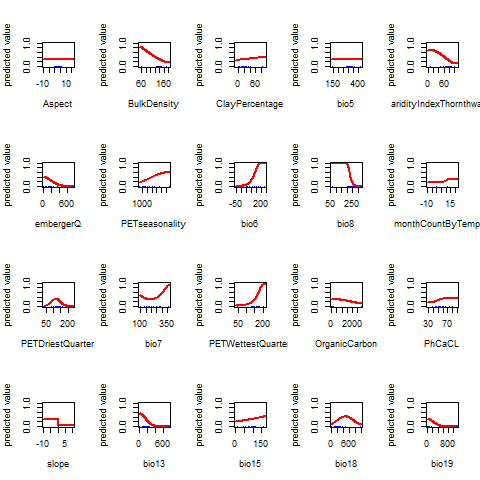 predicted value 0.0 1.0 -10 10 Aspect
predicted value 0.0 1.0 60 160 BulkDensity
predicted value 0.0 1.0 0 60 ClayPercentage
predicted value 0.0 1.0 150 400 bio5
predicted value 0.0 1.0 0 60 aridityIndexThornthwa
predicted value 0.0 1.0 0 600 embergerQ
predicted value 0.0 1.0 1000 PETseasonality
predicted value 0.0 1.0 -50 200 bio6
predicted value 0.0 1.0 50 250 bio8
predicted value 0.0 1.0 -10 15 monthCountByTemp
predicted value 0.0 1.0 50 200 PETDriestQuarter
predicted value 0.0 1.0 100 350 bio7
predicted value 0.0 1.0 50 200 PETWettestQuarte
predicted value 0.0 1.0 0 2000 OrganicCarbon
predicted value 0.0 1.0 30 70 PhCaCL
predicted value 0.0 1.0 -10 5 slope
predicted value 0.0 1.0 0 600 bio13
predicted value 0.0 1.0 0 150 bio15
predicted value 0.0 1.0 0 600 bio18
predicted value 0.0 1.0 0 800 bio19